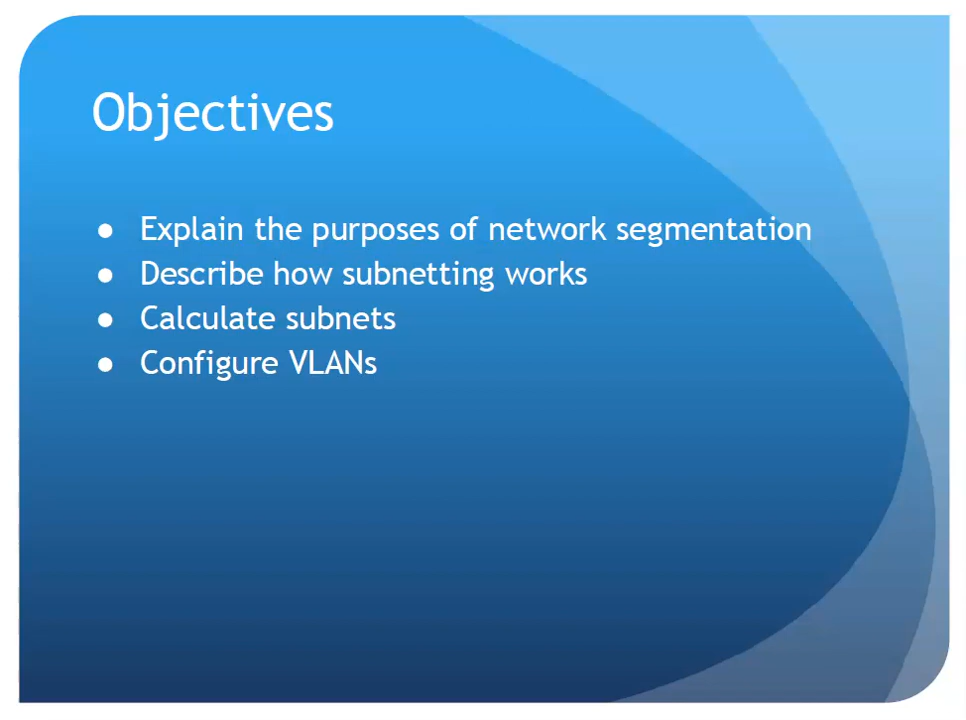 Objectives
● Explain the purposes of network segmentation
● Describe how subnetting works
● Calculate subnets
● Configure VLANs